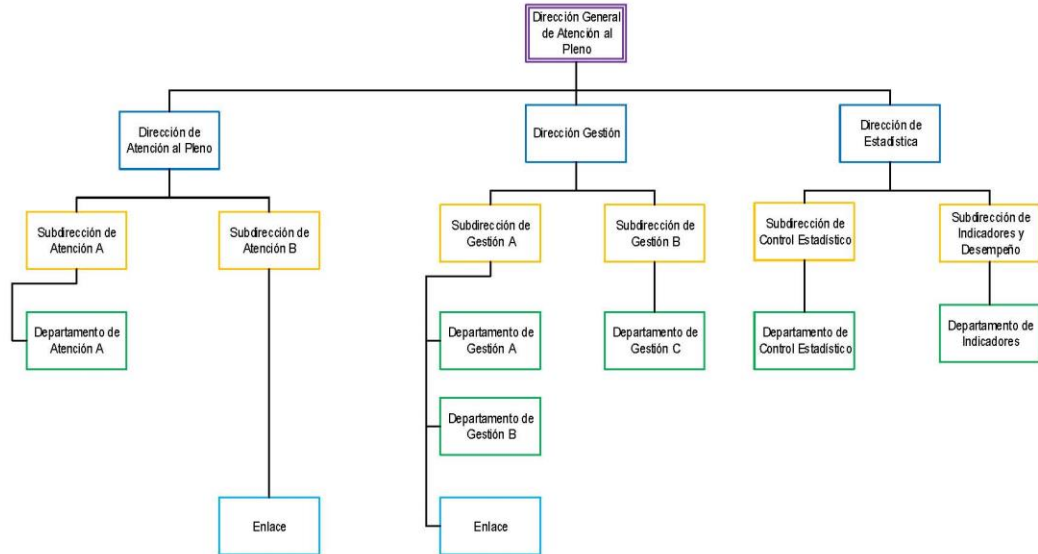 Dirección General
de Atención al
Pleno
Dirección de
Atención al Pleno
Dirección Gestión
Dirección de
Estadística
Subdirección de
Atención A
Subdirección de
Atención B
Subdirección de
Gestión A
Subdirección de
Gestión B
Subdirección de
Control Estadístico
Subdirección de
Indicadores y
Desempeño
Departamento de
Atención A
Departamento de
Gestión A
Departamento de
Gestión C
Departamento de
Control Estadístico
Departamento de
Indicadores
Departamento de
Gestión B
Enlace
Enlace